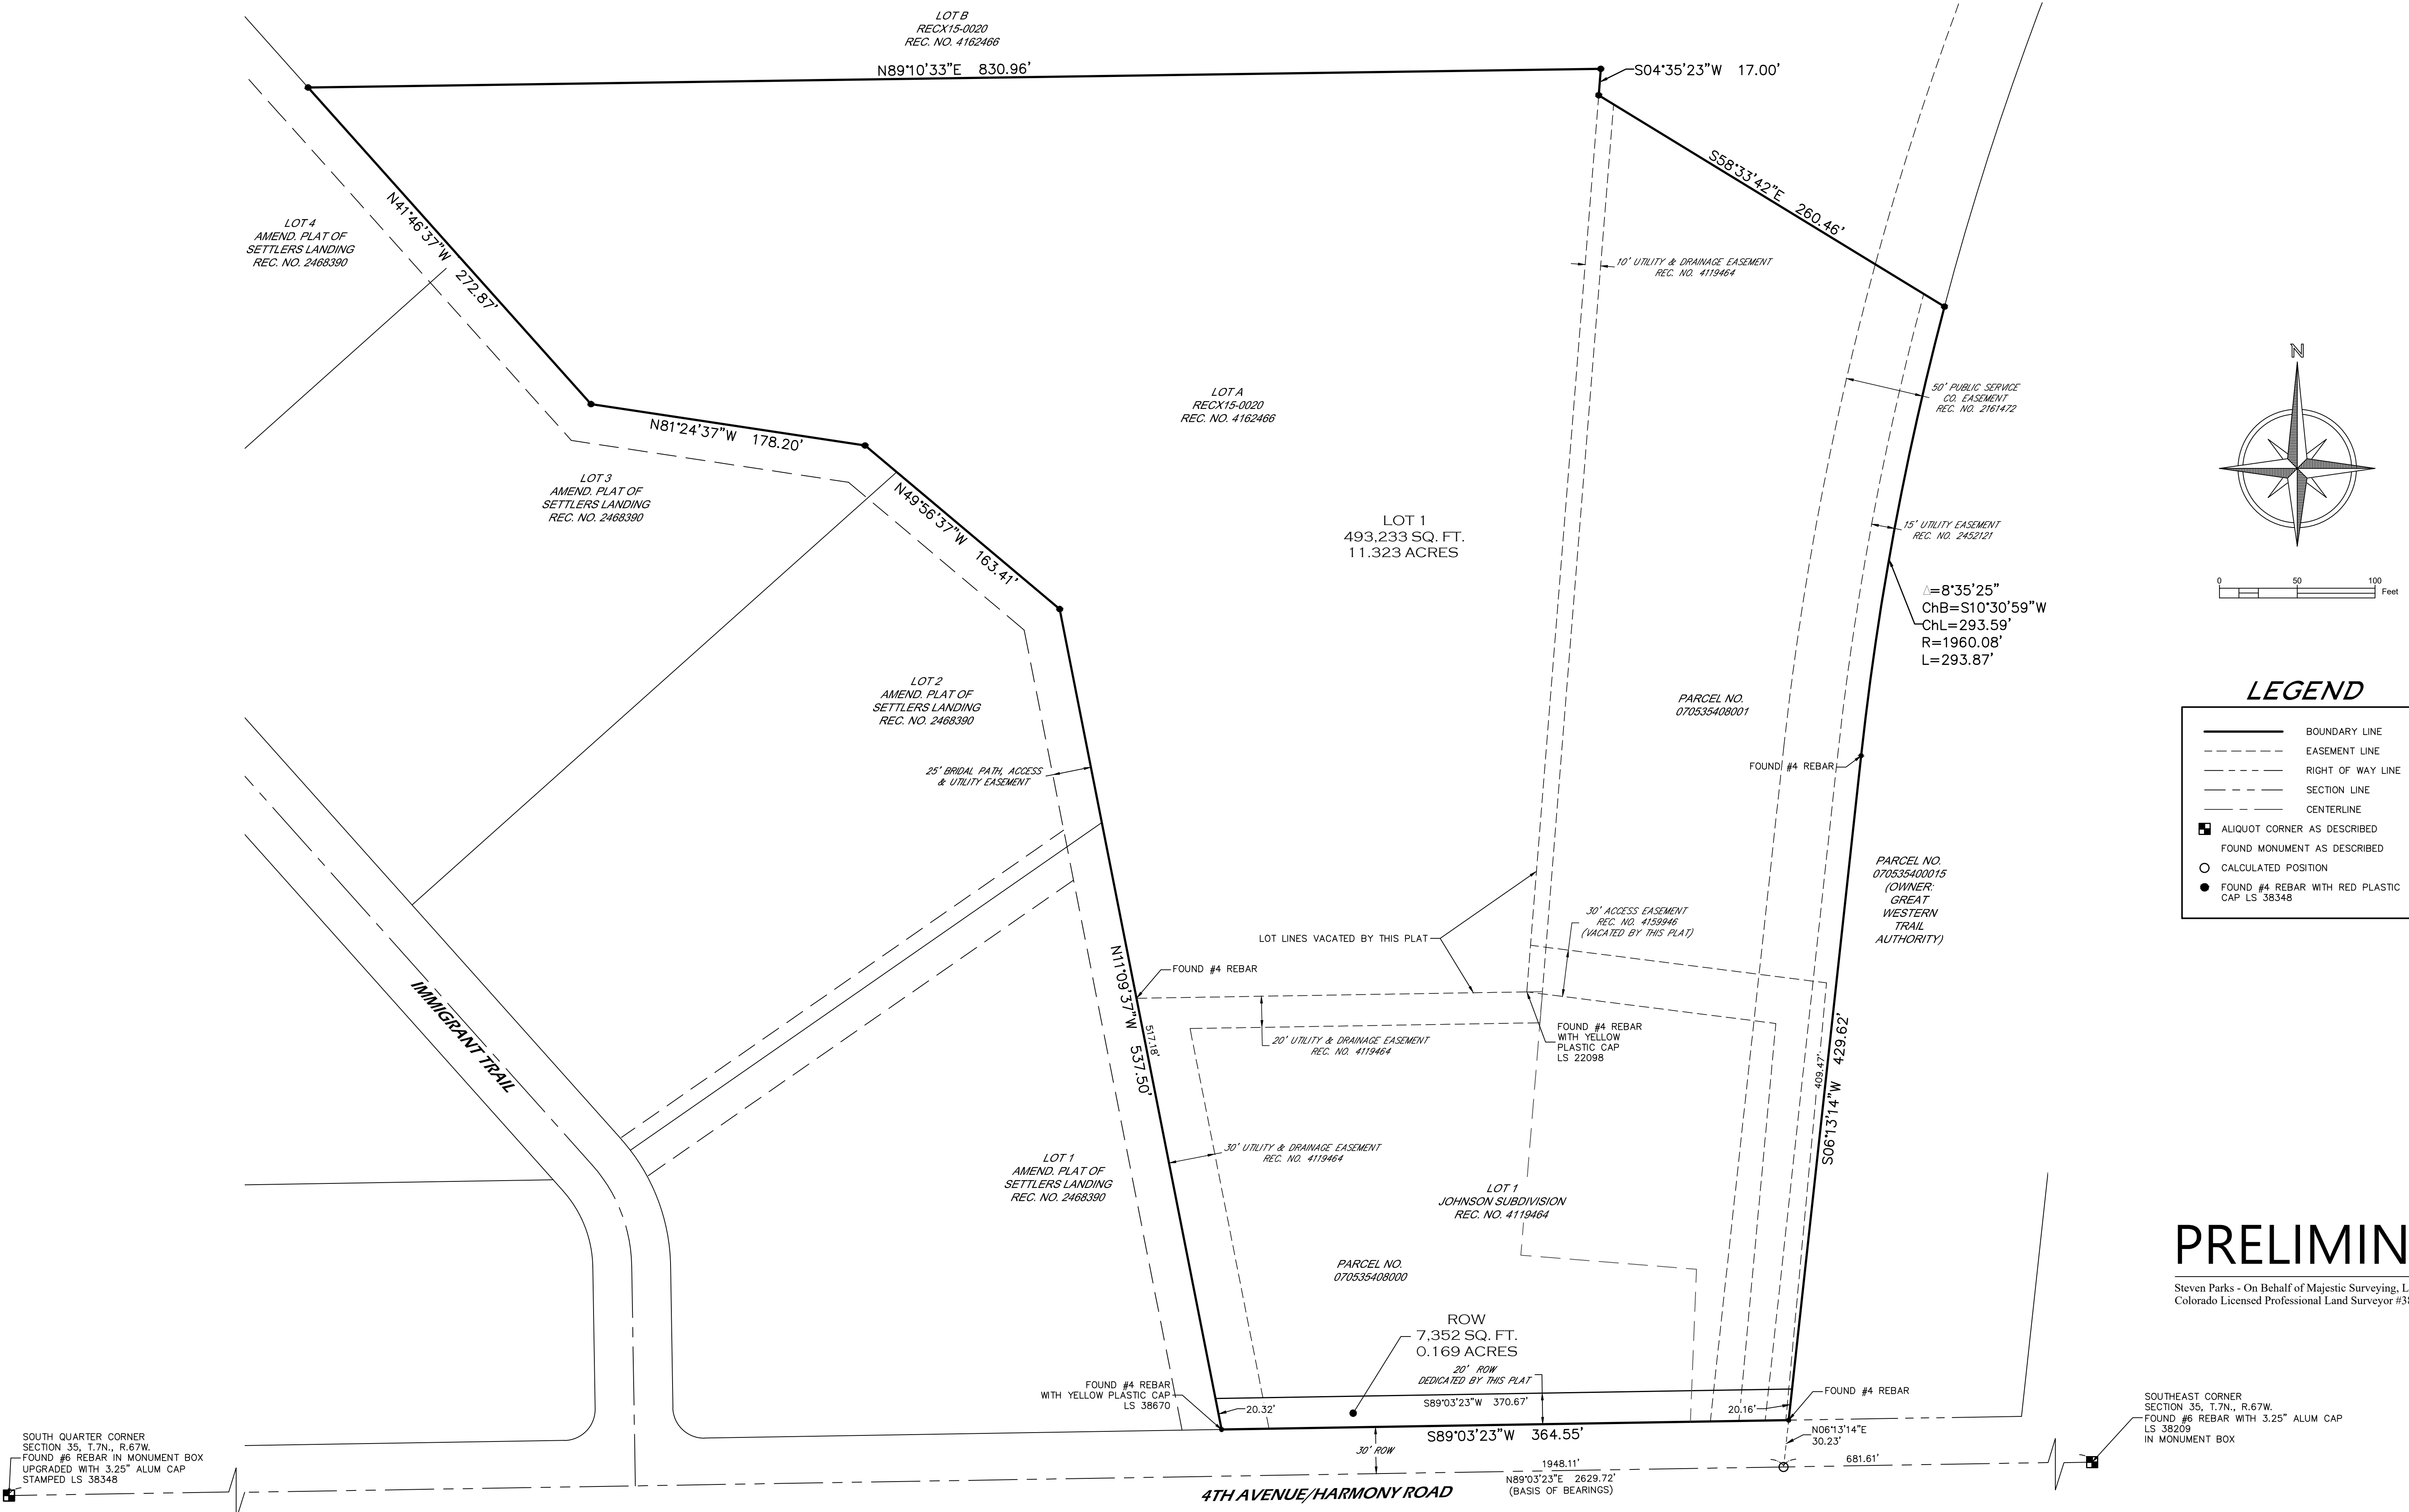 LOT B
RECX15-0020
REC. NO. 4162466
N89°10'33"E 830.96'
S04°35'23"W 17.00'
S58°33'42"E 260.46'
N41°46'37"W 272.87'
LOT 4
AMEND. PLAT OF
SETTLERS LANDING
REC. NO. 2468390
10' UTILITY & DRAINAGE EASEMENT
REC. NO. 4119464
N
50' PUBLIC SERVICE
CO. EASEMENT
REC. NO. 2161472
LOT A
RECX15-0020
REC. NO. 4162466
N81°24'37"W 178.20'
LOT 3
AMEND. PLAT OF
SETTLERS LANDING
REC. NO. 2468390
N49°56'37"W 163.41'
LOT 1
493,233 SQ. FT.
11.323 ACRES
15' UTILITY EASEMENT
REC. NO. 2452121
0 50 100
Feet
△=8°35'25"
ChB=S10°30'59"W
ChL=293.59'
R=1960.08'
L=293.87'
LOT 2
AMEND. PLAT OF
SETTLERS LANDING
REC. NO. 2468390
PARCEL NO.
070535408001
LEGEND
BOUNDARY LINE
EASEMENT LINE
RIGHT OF WAY LINE
SECTION LINE
CENTERLINE
ALIQUOT CORNER AS DESCRIBED
FOUND MONUMENT AS DESCRIBED
CALCULATED POSITION
FOUND #4 REBAR WITH RED PLASTIC
CAP LS 38348
25' BRIDAL PATH, ACCESS
& UTILITY EASEMENT
FOUND #4 REBAR
PARCEL NO.
070535400015
(OWNER:
GREAT
WESTERN
TRAIL
AUTHORITY)
30' ACCESS EASEMENT
REC. NO. 4159946
(VACATED BY THIS PLAT)
LOT LINES VACATED BY THIS PLAT
FOUND #4 REBAR
N11°09'37"W 537.50'
517.18'
IMMIGRANT TRAIL
20' UTILITY & DRAINAGE EASEMENT
REC. NO. 4119464
FOUND #4 REBAR
WITH YELLOW
PLASTIC CAP
LS 22098
S06°13'14"W 429.62'
409.47'
30' UTILITY & DRAINAGE EASEMENT
REC. NO. 4119464
LOT 1
AMEND. PLAT OF
SETTLERS LANDING
REC. NO. 2468390
LOT 1
JOHNSON SUBDIVISION
REC. NO. 4119464
PARCEL NO.
070535408000
PRELIMIN
Steven Parks - On Behalf of Majestic Surveying, L
Colorado Licensed Professional Land Surveyor #38
ROW
7,352 SQ. FT.
0.169 ACRES
20' ROW
DEDICATED BY THIS PLAT
S89°03'23"W 370.67'
FOUND #4 REBAR
WITH YELLOW PLASTIC CAP
LS 38670
20.32'
20.16'
FOUND #4 REBAR
S89°03'23"W 364.55'
N06°13'14"E
30.23'
30' ROW
SOUTH QUARTER CORNER
SECTION 35, T.7N., R.67W.
FOUND #6 REBAR IN MONUMENT BOX
UPGRADED WITH 3.25" ALUM CAP
STAMPED LS 38348
SOUTHEAST CORNER
SECTION 35, T.7N., R.67W.
FOUND #6 REBAR WITH 3.25" ALUM CAP
LS 38209
IN MONUMENT BOX
1948.11'
681.61'
N89°03'23"E 2629.72'
(BASIS OF BEARINGS)
4TH AVENUE/HARMONY ROAD